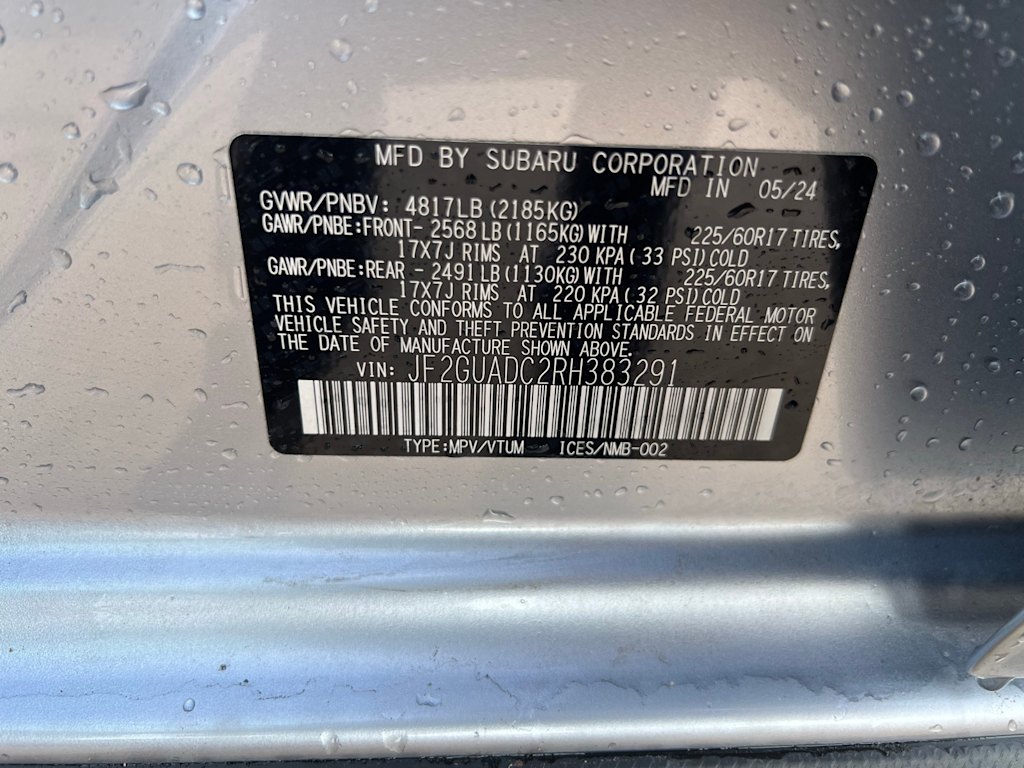 MFD BY SUBARU CORPORATION
MFD IN 05/24
GVWR/PNBV: 4817LB (2185KG)
GAWR/PNBE:FRONT- 2568 LB (1165KG) WITH 225/60R17 TIRES,
17X7J RIMS AT 230 KPA ( 33 PSI) COLD
GAWR/PNBE:REAR - 2491 LB (1130KG) WITH 225/60R17 TIRES,
17X7J RIMS AT 220 KPA ( 32 PSI) COLD
THIS VEHICLE CONFORMS TO ALL APPLICABLE FEDERAL MOTOR
VEHICLE SAFETY AND THEFT PREVENTION STANDARDS IN EFFECT ON
THE DATE OF MANUFACTURE SHOWN ABOVE.
VIN: JF2GUADC2RH383291
TYPE:MPV/VTUM ICES/NMB-002